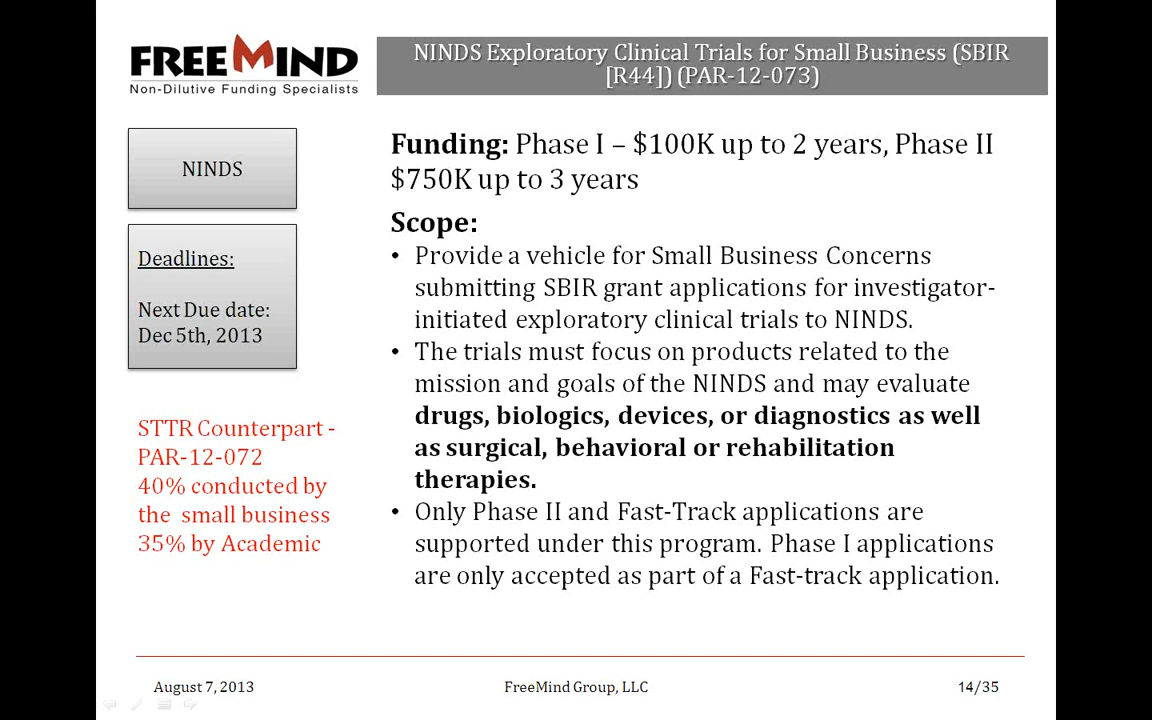 FREEMIND
Non-Dilutive Funding Specialists
NINDS Exploratory Clinical Trials for Small Business (SBIR
[R44]) (PAR-12-073)
NINDS
Deadlines:
Next Due date:
Dec 5th, 2013
STTR Counterpart -
PAR-12-072
40% conducted by
the small business
35% by Academic
Funding: Phase I – $100K up to 2 years, Phase II
$750K up to 3 years
Scope:
• Provide a vehicle for Small Business Concerns
submitting SBIR grant applications for investigator-
initiated exploratory clinical trials to NINDS.
• The trials must focus on products related to the
mission and goals of the NINDS and may evaluate
drugs, biologics, devices, or diagnostics as well
as surgical, behavioral or rehabilitation
therapies.
• Only Phase II and Fast-Track applications are
supported under this program. Phase I applications
are only accepted as part of a Fast-track application.
August 7, 2013
FreeMind Group, LLC
14/35